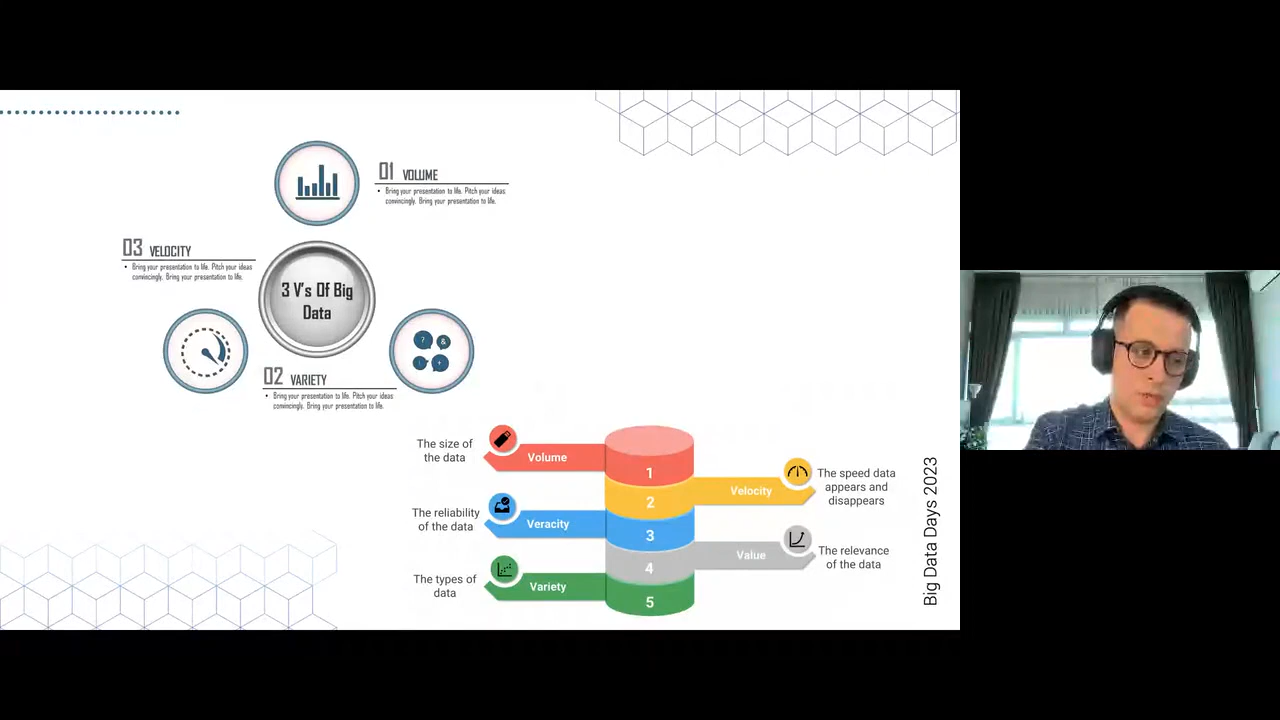 01 VOLUME
• Bring your presentation to life. Pitch your ideas
convincingly. Bring your presentation to life.
03 VELOCITY
• Bring your presentation to life. Pitch your ideas
convincingly. Bring your presentation to life.
3 V's Of Big
Data
? &
! +
02 VARIETY
• Bring your presentation to life. Pitch your ideas
convincingly. Bring your presentation to life.
The size of
the data
Volume
1
2
Velocity
The speed data
appears and
disappears
The reliability
of the data
Veracity
3
4
Value
The relevance
of the data
The types of
data
Variety
5
Big Data Days 2023